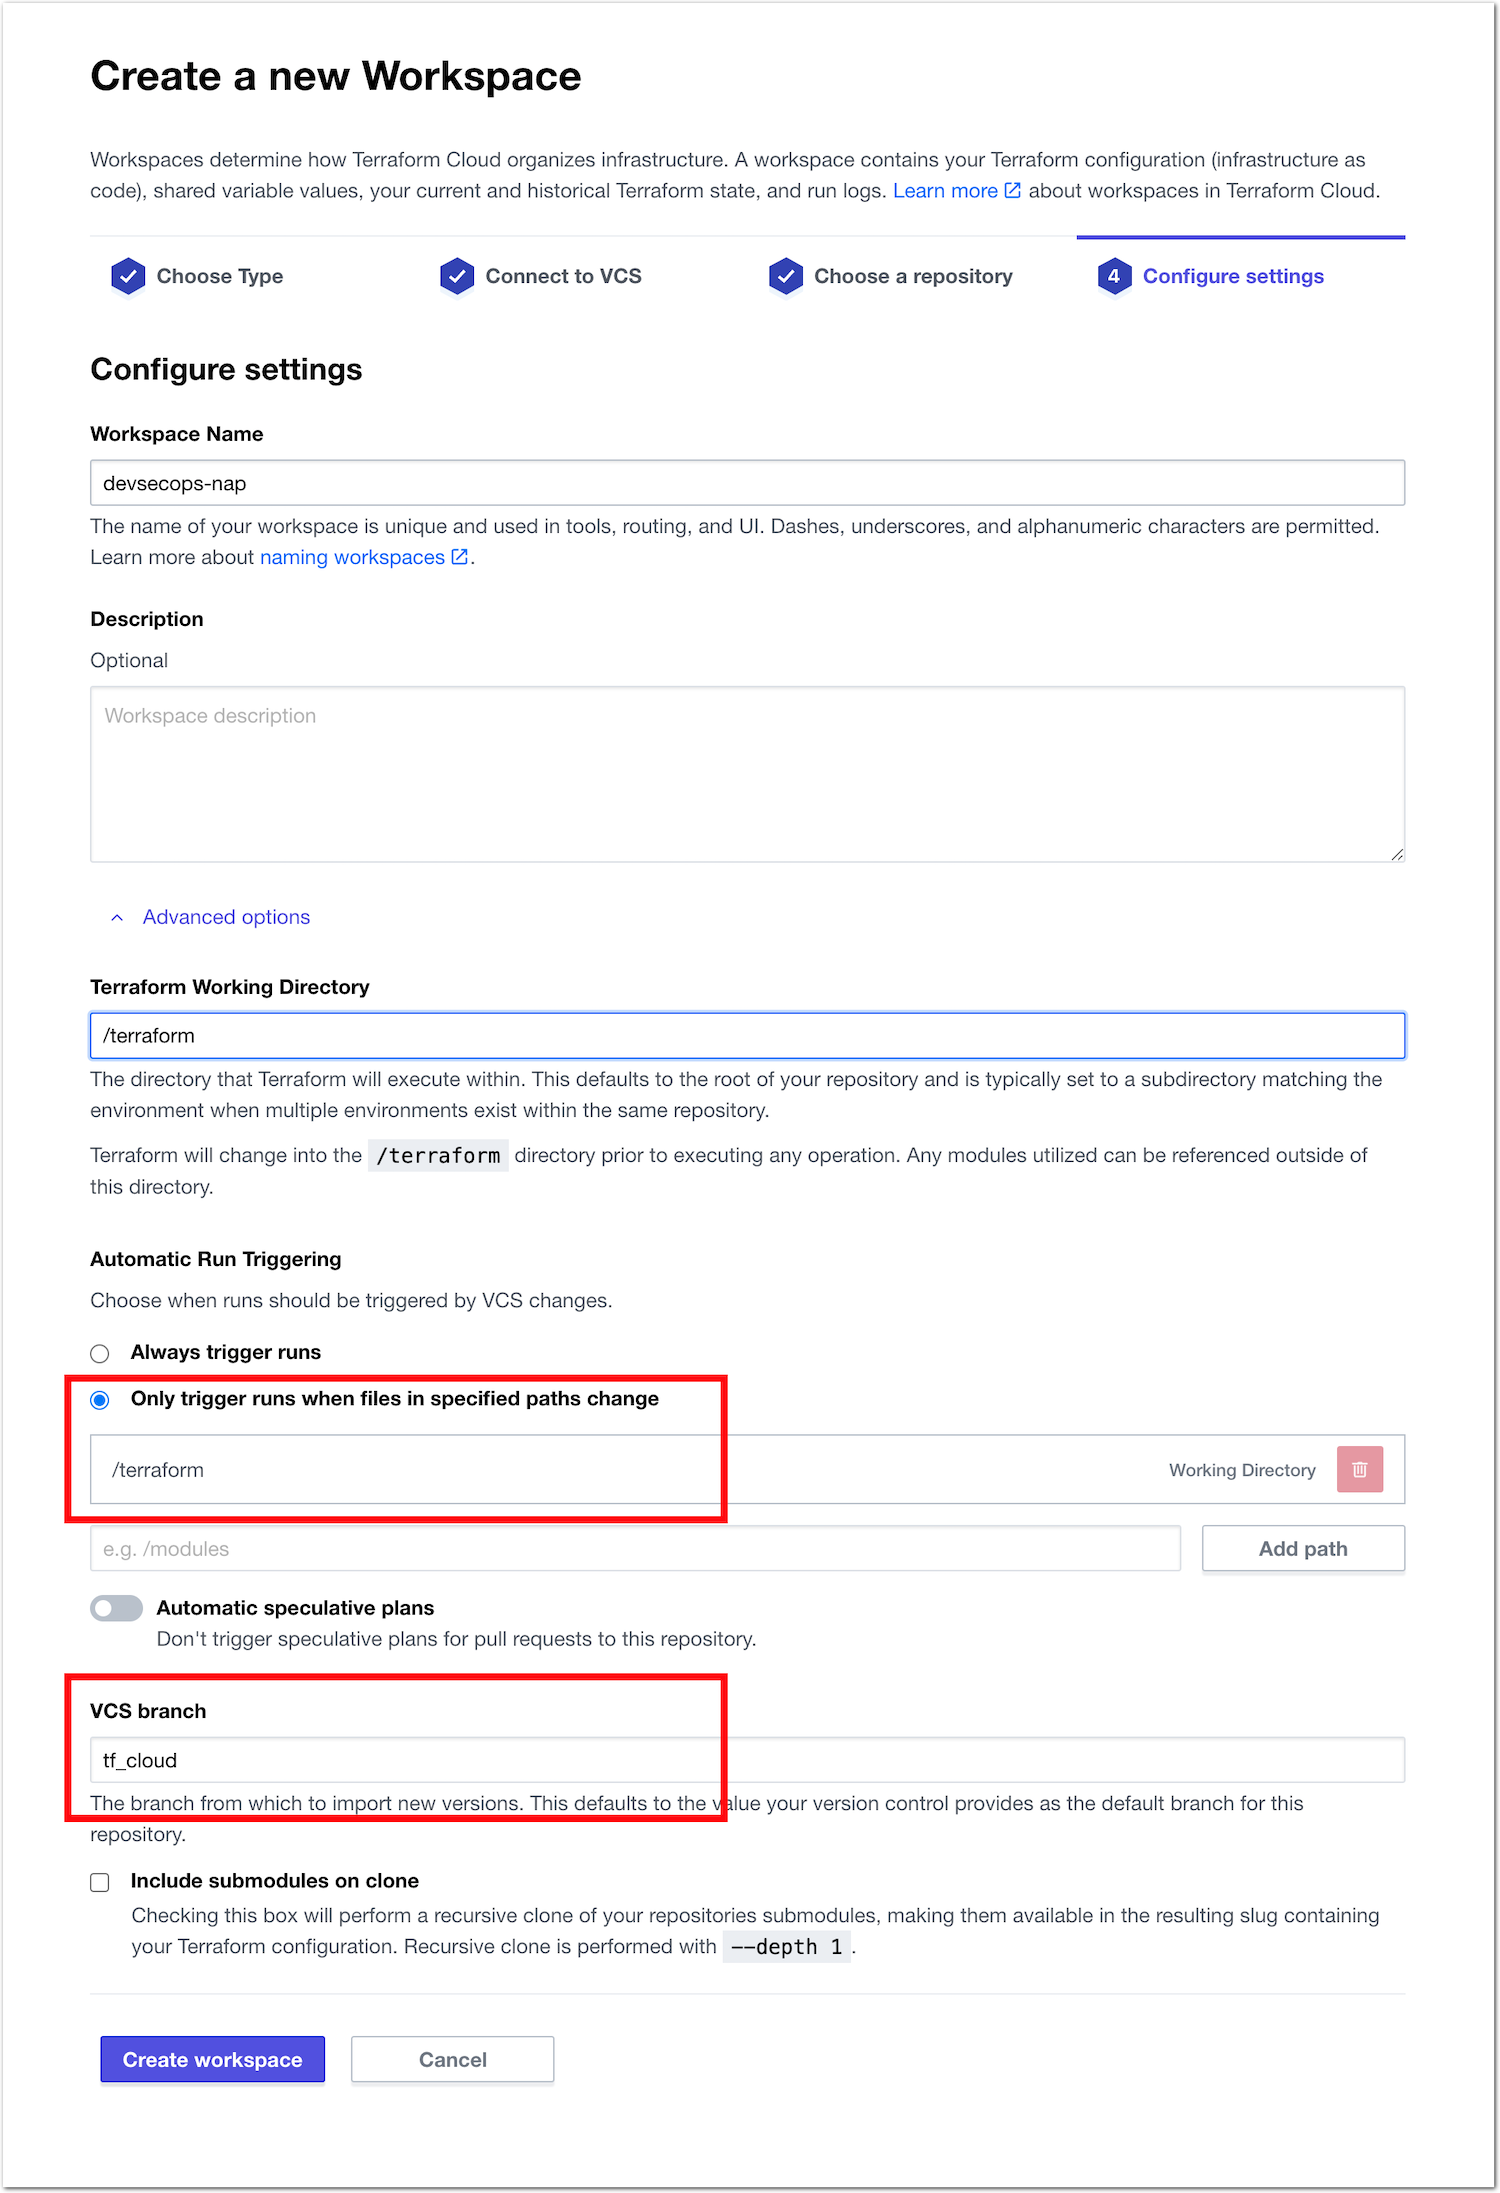 Create a new Workspace
Workspaces determine how Terraform Cloud organizes infrastructure. A workspace contains your Terraform configuration (infrastructure as
code), shared variable values, your current and historical Terraform state, and run logs. Learn more about workspaces in Terraform Cloud.
Choose Type
Connect to VCS
Choose a repository
4 Configure settings
Configure settings
Workspace Name
devsecops-nap
The name of your workspace is unique and used in tools, routing, and UI. Dashes, underscores, and alphanumeric characters are permitted.
Learn more about naming workspaces.
Description
Optional
Workspace description
Advanced options
Terraform Working Directory
/terraform
The directory that Terraform will execute within. This defaults to the root of your repository and is typically set to a subdirectory matching the
environment when multiple environments exist within the same repository.
Terraform will change into the /terraform directory prior to executing any operation. Any modules utilized can be referenced outside of
this directory.
Automatic Run Triggering
Choose when runs should be triggered by VCS changes.
Always trigger runs
Only trigger runs when files in specified paths change
/terraform
Working Directory
e.g. /modules
Add path
Automatic speculative plans
Don't trigger speculative plans for pull requests to this repository.
VCS branch
tf_cloud
The branch from which to import new versions. This defaults to the value your version control provides as the default branch for this
repository.
Include submodules on clone
Checking this box will perform a recursive clone of your repositories submodules, making them available in the resulting slug containing
your Terraform configuration. Recursive clone is performed with --depth 1.
Create workspace
Cancel